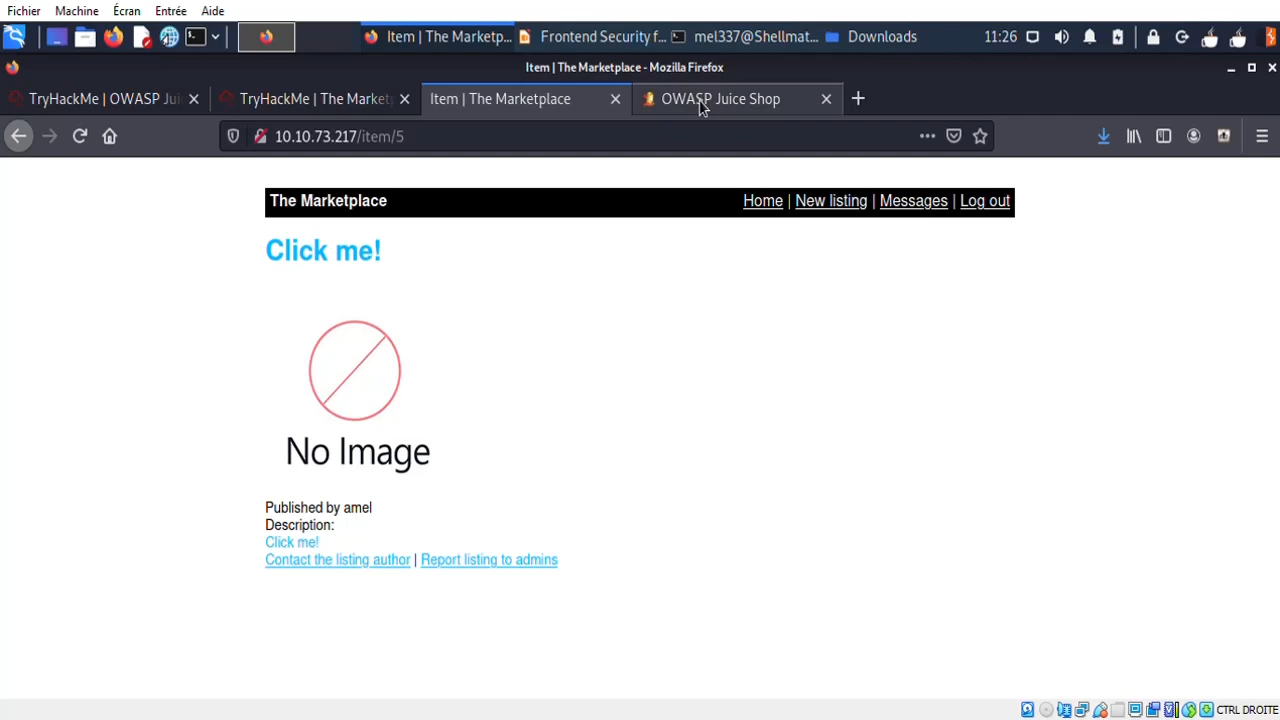 Fichier Machine Écran Entrée Aide
Item | The Marketp... Frontend Security f... mel337@Shellmat... Downloads 11:26
Item | The Marketplace - Mozilla Firefox
TryHackMe | OWASP Jui TryHackMe | The Market Item | The Marketplace OWASP Juice Shop
10.10.73.217/item/5
The Marketplace Home | New listing | Messages | Log out
Click me!
No Image
Published by amel
Description:
Click me!
Contact the listing author | Report listing to admins
CTRL DROITE